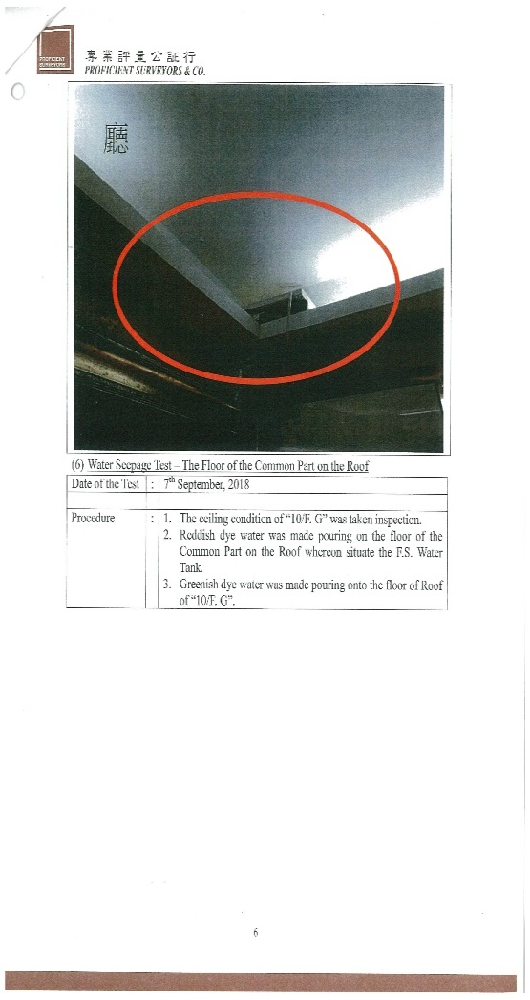 PROFICIENT
SURVEYORS
專業評量公証行
PROFICIENT SURVEYORS & CO.
廳
(6) Water Seepage Test – The Floor of the Common Part on the Roof
Date of the Test : 7th September, 2018
Procedure : 1. The ceiling condition of “10/F. G” was taken inspection.
2. Reddish dye water was made pouring on the floor of the
Common Part on the Roof whereon situate the F.S. Water
Tank.
3. Greenish dye water was made pouring onto the floor of Roof
of “10/F. G”.
6